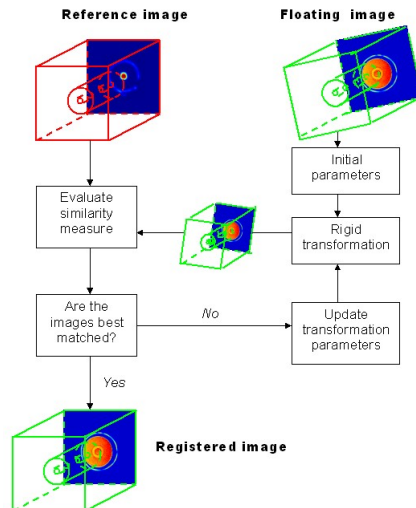 Reference image
Floating image
Initial
parameters
Evaluate
similarity
measure
Rigid
transformation
Are the
images best
matched?
No
Update
transformation
parameters
Yes
Registered image